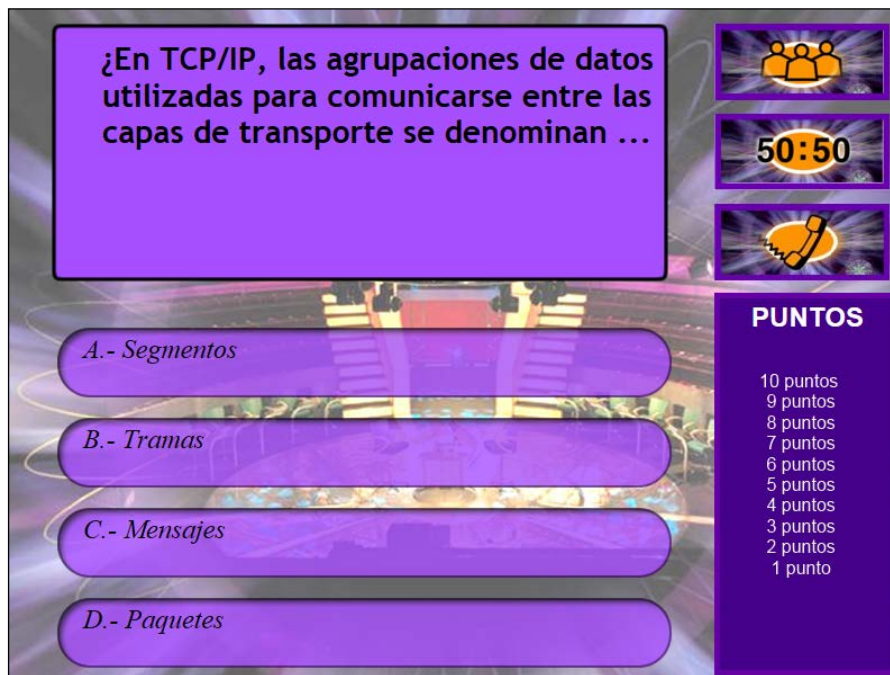 ¿En TCP/IP, las agrupaciones de datos
utilizadas para comunicarse entre las
capas de transporte se denominan ...
50:50
PUNTOS
A.- Segmentos
B.- Tramas
C.- Mensajes
D.- Paquetes
10 puntos
9 puntos
8 puntos
7 puntos
6 puntos
5 puntos
4 puntos
3 puntos
2 puntos
1 punto